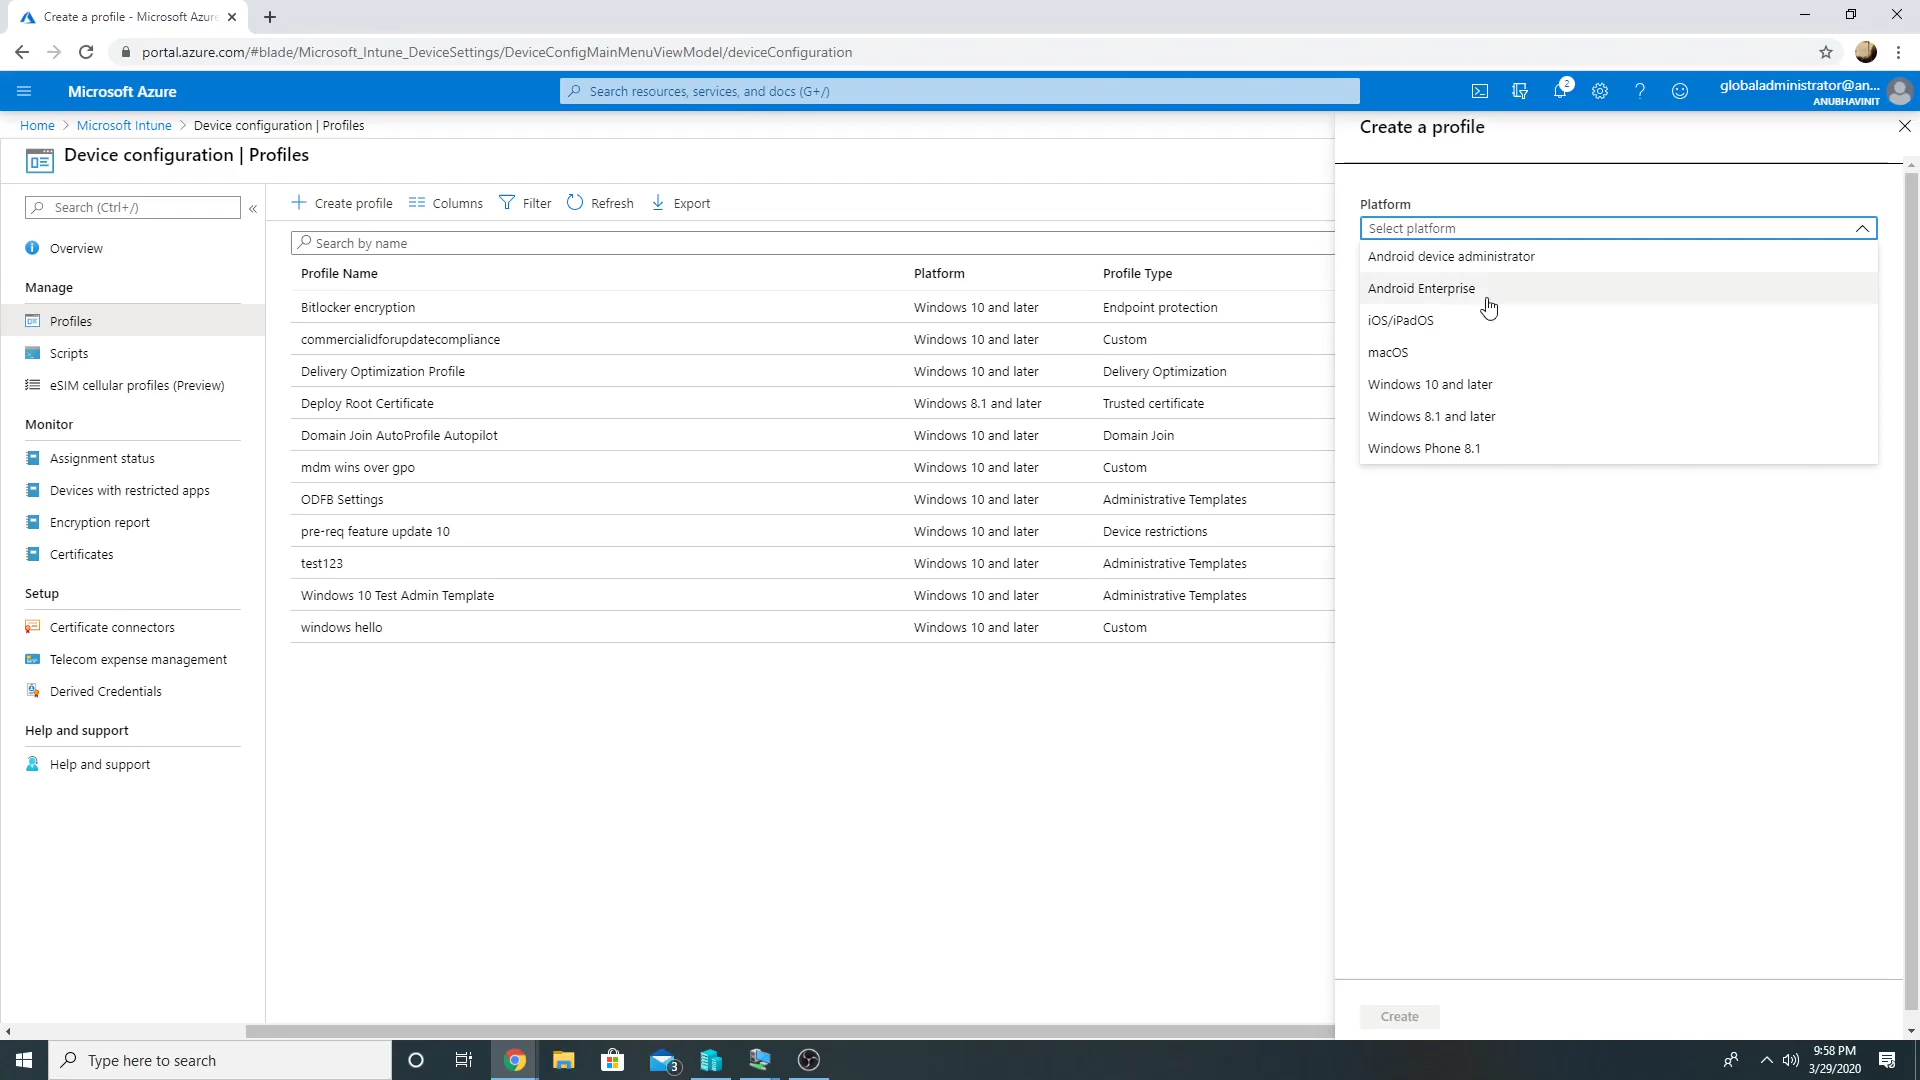 Create a profile - Microsoft Azure
portal.azure.com/#blade/Microsoft_Intune_DeviceSettings/DeviceConfigMainMenuViewModel/deviceConfiguration
Microsoft Azure
Search resources, services, and docs (G+/)
2
globaladministrator@an...
ANUBHAVINIT
Home > Microsoft Intune > Device configuration | Profiles
Device configuration | Profiles
Search (Ctrl+/)
«
Overview
Manage
Profiles
Scripts
eSIM cellular profiles (Preview)
Monitor
Assignment status
Devices with restricted apps
Encryption report
Certificates
Setup
Certificate connectors
Telecom expense management
Derived Credentials
Help and support
Help and support
Create profile Columns Filter Refresh Export
Search by name
Profile Name Platform Profile Type
Bitlocker encryption Windows 10 and later Endpoint protection
commercialidforupdatecompliance Windows 10 and later Custom
Delivery Optimization Profile Windows 10 and later Delivery Optimization
Deploy Root Certificate Windows 8.1 and later Trusted certificate
Domain Join AutoProfile Autopilot Windows 10 and later Domain Join
mdm wins over gpo Windows 10 and later Custom
ODFB Settings Windows 10 and later Administrative Templates
pre-req feature update 10 Windows 10 and later Device restrictions
test123 Windows 10 and later Administrative Templates
Windows 10 Test Admin Template Windows 10 and later Administrative Templates
windows hello Windows 10 and later Custom
Create a profile
Platform
Select platform
Android device administrator
Android Enterprise
iOS/iPadOS
macOS
Windows 10 and later
Windows 8.1 and later
Windows Phone 8.1
Create
Type here to search
3
9:58 PM
3/29/2020